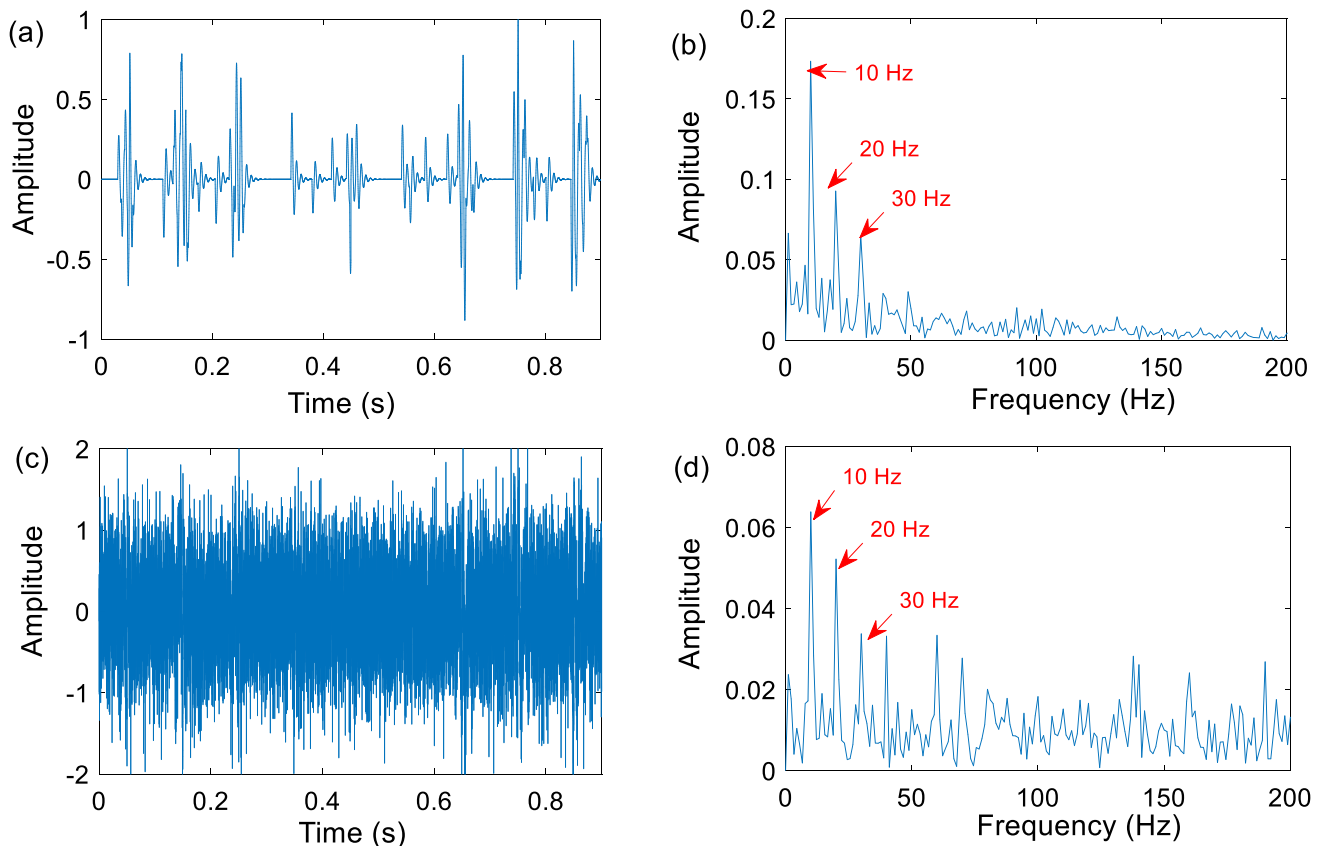 (a)
1
0.5
0
-0.5
-1
Amplitude
0 0.2 0.4 0.6 0.8
Time (s)
(b)
0.2
0.15
0.1
0.05
0
Amplitude
10 Hz
20 Hz
30 Hz
0 50 100 150 200
Frequency (Hz)
(c)
2
1
0
-1
-2
Amplitude
0 0.2 0.4 0.6 0.8
Time (s)
(d)
0.08
0.06
0.04
0.02
0
Amplitude
10 Hz
20 Hz
30 Hz
0 50 100 150 200
Frequency (Hz)